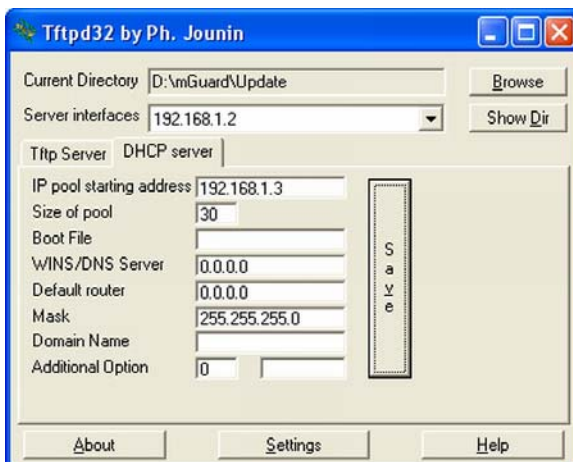 Tftpd32 by Ph. Jounin
Current Directory D:\mGuard\Update Browse
Server interfaces 192.168.1.2 Show Dir
Tftp Server DHCP server
IP pool starting address 192.168.1.3
Size of pool 30
Boot File
WINS/DNS Server 0.0.0.0
Default router 0.0.0.0
Mask 255.255.255.0
Domain Name
Additional Option 0
Save
About Settings Help